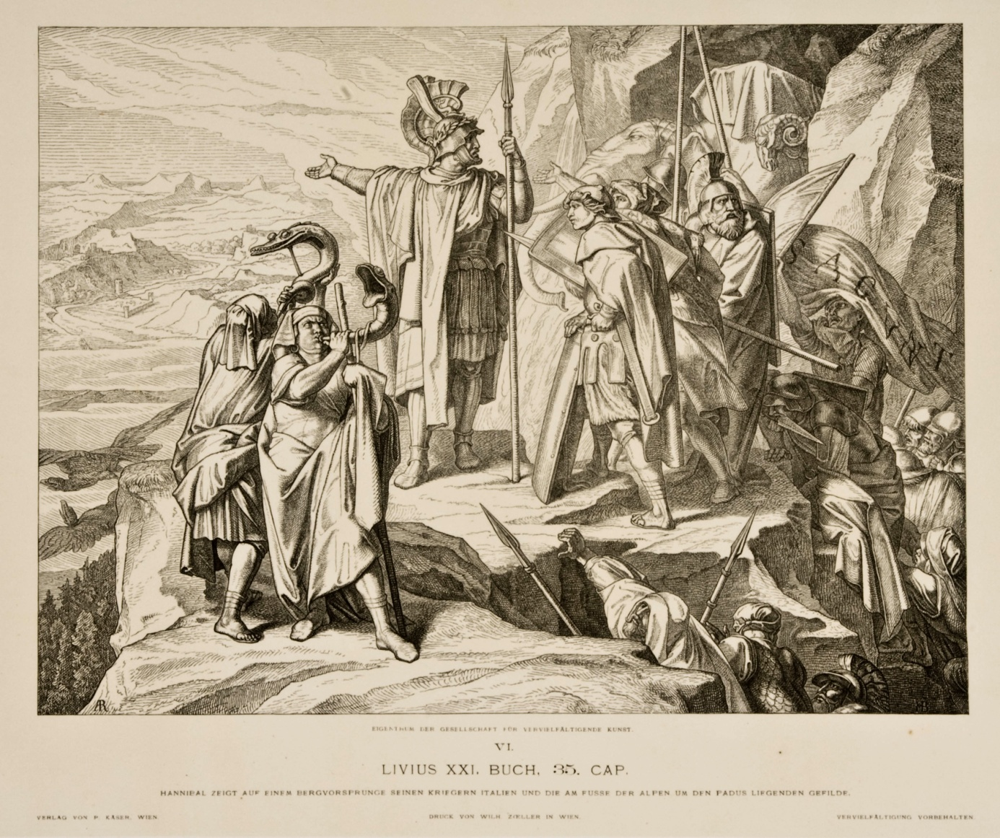 SAGUNT
AR
EIGENTHUM DER GESELLSCHAFT FÜR VERVIELFÄLTIGENDE KUNST.
VI.
LIVIUS XXI. BUCH, 35. CAP.
HANNIBAL ZEIGT AUF EINEM BERGVORSPRUNGE SEINEN KRIEGERN ITALIEN UND DIE AM FUSSE DER ALPEN UM DEN PADUS LIEGENDEN GEFILDE.
VERLAG VON P. KÄSER, WIEN.
DRUCK VON WILH. ZŒLLER IN WIEN.
VERVIELFÄLTIGUNG VORBEHALTEN.